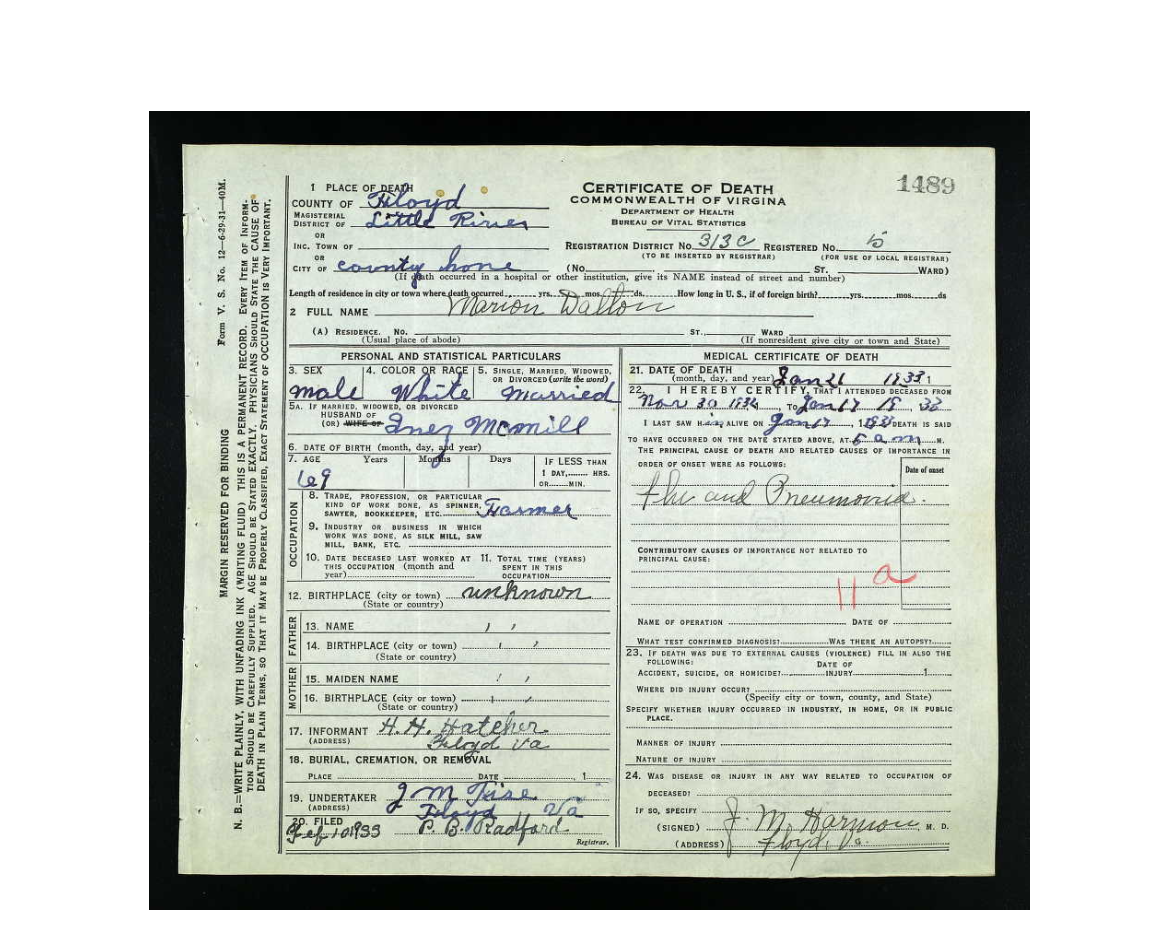 1489
Form V. S. No. 12—6-29-31—40M.
MARGIN RESERVED FOR BINDING
N. B.—WRITE PLAINLY, WITH UNFADING INK (WRITING FLUID) THIS IS A PERMANENT RECORD. EVERY ITEM OF INFORM-
TION SHOULD BE CAREFULLY SUPPLIED. AGE SHOULD BE STATED EXACTLY. PHYSICIANS SHOULD STATE THE CAUSE OF
DEATH IN PLAIN TERMS, SO THAT IT MAY BE PROPERLY CLASSIFIED, EXACT STATEMENT OF OCCUPATION IS VERY IMPORTANT.
CERTIFICATE OF DEATH
COMMONWEALTH OF VIRGINA
DEPARTMENT OF HEALTH
BUREAU OF VITAL STATISTICS
1 PLACE OF DEATH
COUNTY OF Floyd
MAGISTERIAL
DISTRICT OF Little River
OR
INC. TOWN OF
REGISTRATION DISTRICT NO. 313C REGISTERED NO. 5
(TO BE INSERTED BY REGISTRAR) (FOR USE OF LOCAL REGISTRAR)
OR
CITY OF county home (No. ST. WARD)
(If death occurred in a hospital or other institution, give its NAME instead of street and number)
Length of residence in city or town where death occurred yrs. mos. ds. How long in U. S., if of foreign birth? yrs. mos. ds
2 FULL NAME Marion Dalton
(A) RESIDENCE. NO. ST. WARD
(Usual place of abode) (If nonresident give city or town and State)
PERSONAL AND STATISTICAL PARTICULARS
3. SEX 4. COLOR OR RACE 5. SINGLE, MARRIED, WIDOWED,
OR DIVORCED (write the word)
male White Married
5A. IF MARRIED, WIDOWED, OR DIVORCED
HUSBAND OF
(OR) WIFE OF Inez McMill
6. DATE OF BIRTH (month, day, and year)
7. AGE Years Months Days IF LESS THAN
1 DAY, HRS.
OR MIN.
69
OCCUPATION
8. TRADE, PROFESSION, OR PARTICULAR
KIND OF WORK DONE, AS SPINNER,
SAWYER, BOOKKEEPER, ETC. Farmer
9. INDUSTRY OR BUSINESS IN WHICH
WORK WAS DONE, AS SILK MILL, SAW
MILL, BANK, ETC.
10. DATE DECEASED LAST WORKED AT 11. TOTAL TIME (YEARS)
THIS OCCUPATION (month and SPENT IN THIS
year) OCCUPATION
12. BIRTHPLACE (city or town) unknown
(State or country)
FATHER
13. NAME
14. BIRTHPLACE (city or town)
(State or country)
MOTHER
15. MAIDEN NAME
16. BIRTHPLACE (city or town)
(State or country)
17. INFORMANT H. H. Hatcher
(ADDRESS) Floyd Va
18. BURIAL, CREMATION, OR REMOVAL
PLACE DATE , 1
19. UNDERTAKER J M Tise
(ADDRESS) Floyd Va
20. FILED
Feb 10 1933 P. B. Radford
Registrar.
MEDICAL CERTIFICATE OF DEATH
21. DATE OF DEATH
(month, day, and year) Jan 21 1933
22. I HEREBY CERTIFY, THAT I ATTENDED DECEASED FROM
Nov 30 TO Jan
I LAST SAW H im ALIVE ON Jan DEATH IS SAID
TO HAVE OCCURRED ON THE DATE STATED ABOVE, AT 5 a m M.
THE PRINCIPAL CAUSE OF DEATH AND RELATED CAUSES OF IMPORTANCE IN
ORDER OF ONSET WERE AS FOLLOWS:
Date of onset
flu and Pneumonia.
CONTRIBUTORY CAUSES OF IMPORTANCE NOT RELATED TO
PRINCIPAL CAUSE:
11 a
NAME OF OPERATION DATE OF
WHAT TEST CONFIRMED DIAGNOSIS? WAS THERE AN AUTOPSY?
23. IF DEATH WAS DUE TO EXTERNAL CAUSES (VIOLENCE) FILL IN ALSO THE
FOLLOWING: DATE OF
ACCIDENT, SUICIDE, OR HOMICIDE? INJURY 1
WHERE DID INJURY OCCUR?
(Specify city or town, county, and State)
SPECIFY WHETHER INJURY OCCURRED IN INDUSTRY, IN HOME, OR IN PUBLIC
PLACE.
MANNER OF INJURY
NATURE OF INJURY
24. WAS DISEASE OR INJURY IN ANY WAY RELATED TO OCCUPATION OF
DECEASED?
IF SO, SPECIFY
(SIGNED) J. M. Harmon, M. D.
(ADDRESS) Floyd, Va.